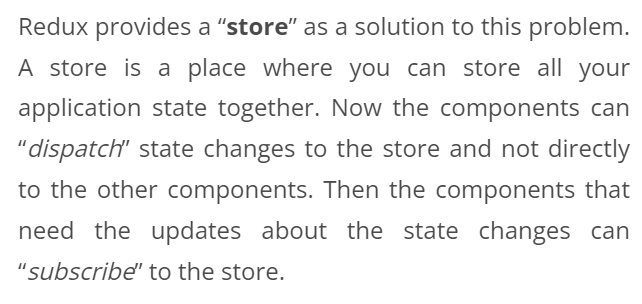 Redux provides a “store” as a solution to this problem.
A store is a place where you can store all your
application state together. Now the components can
“dispatch” state changes to the store and not directly
to the other components. Then the components that
need the updates about the state changes can
“subscribe” to the store.